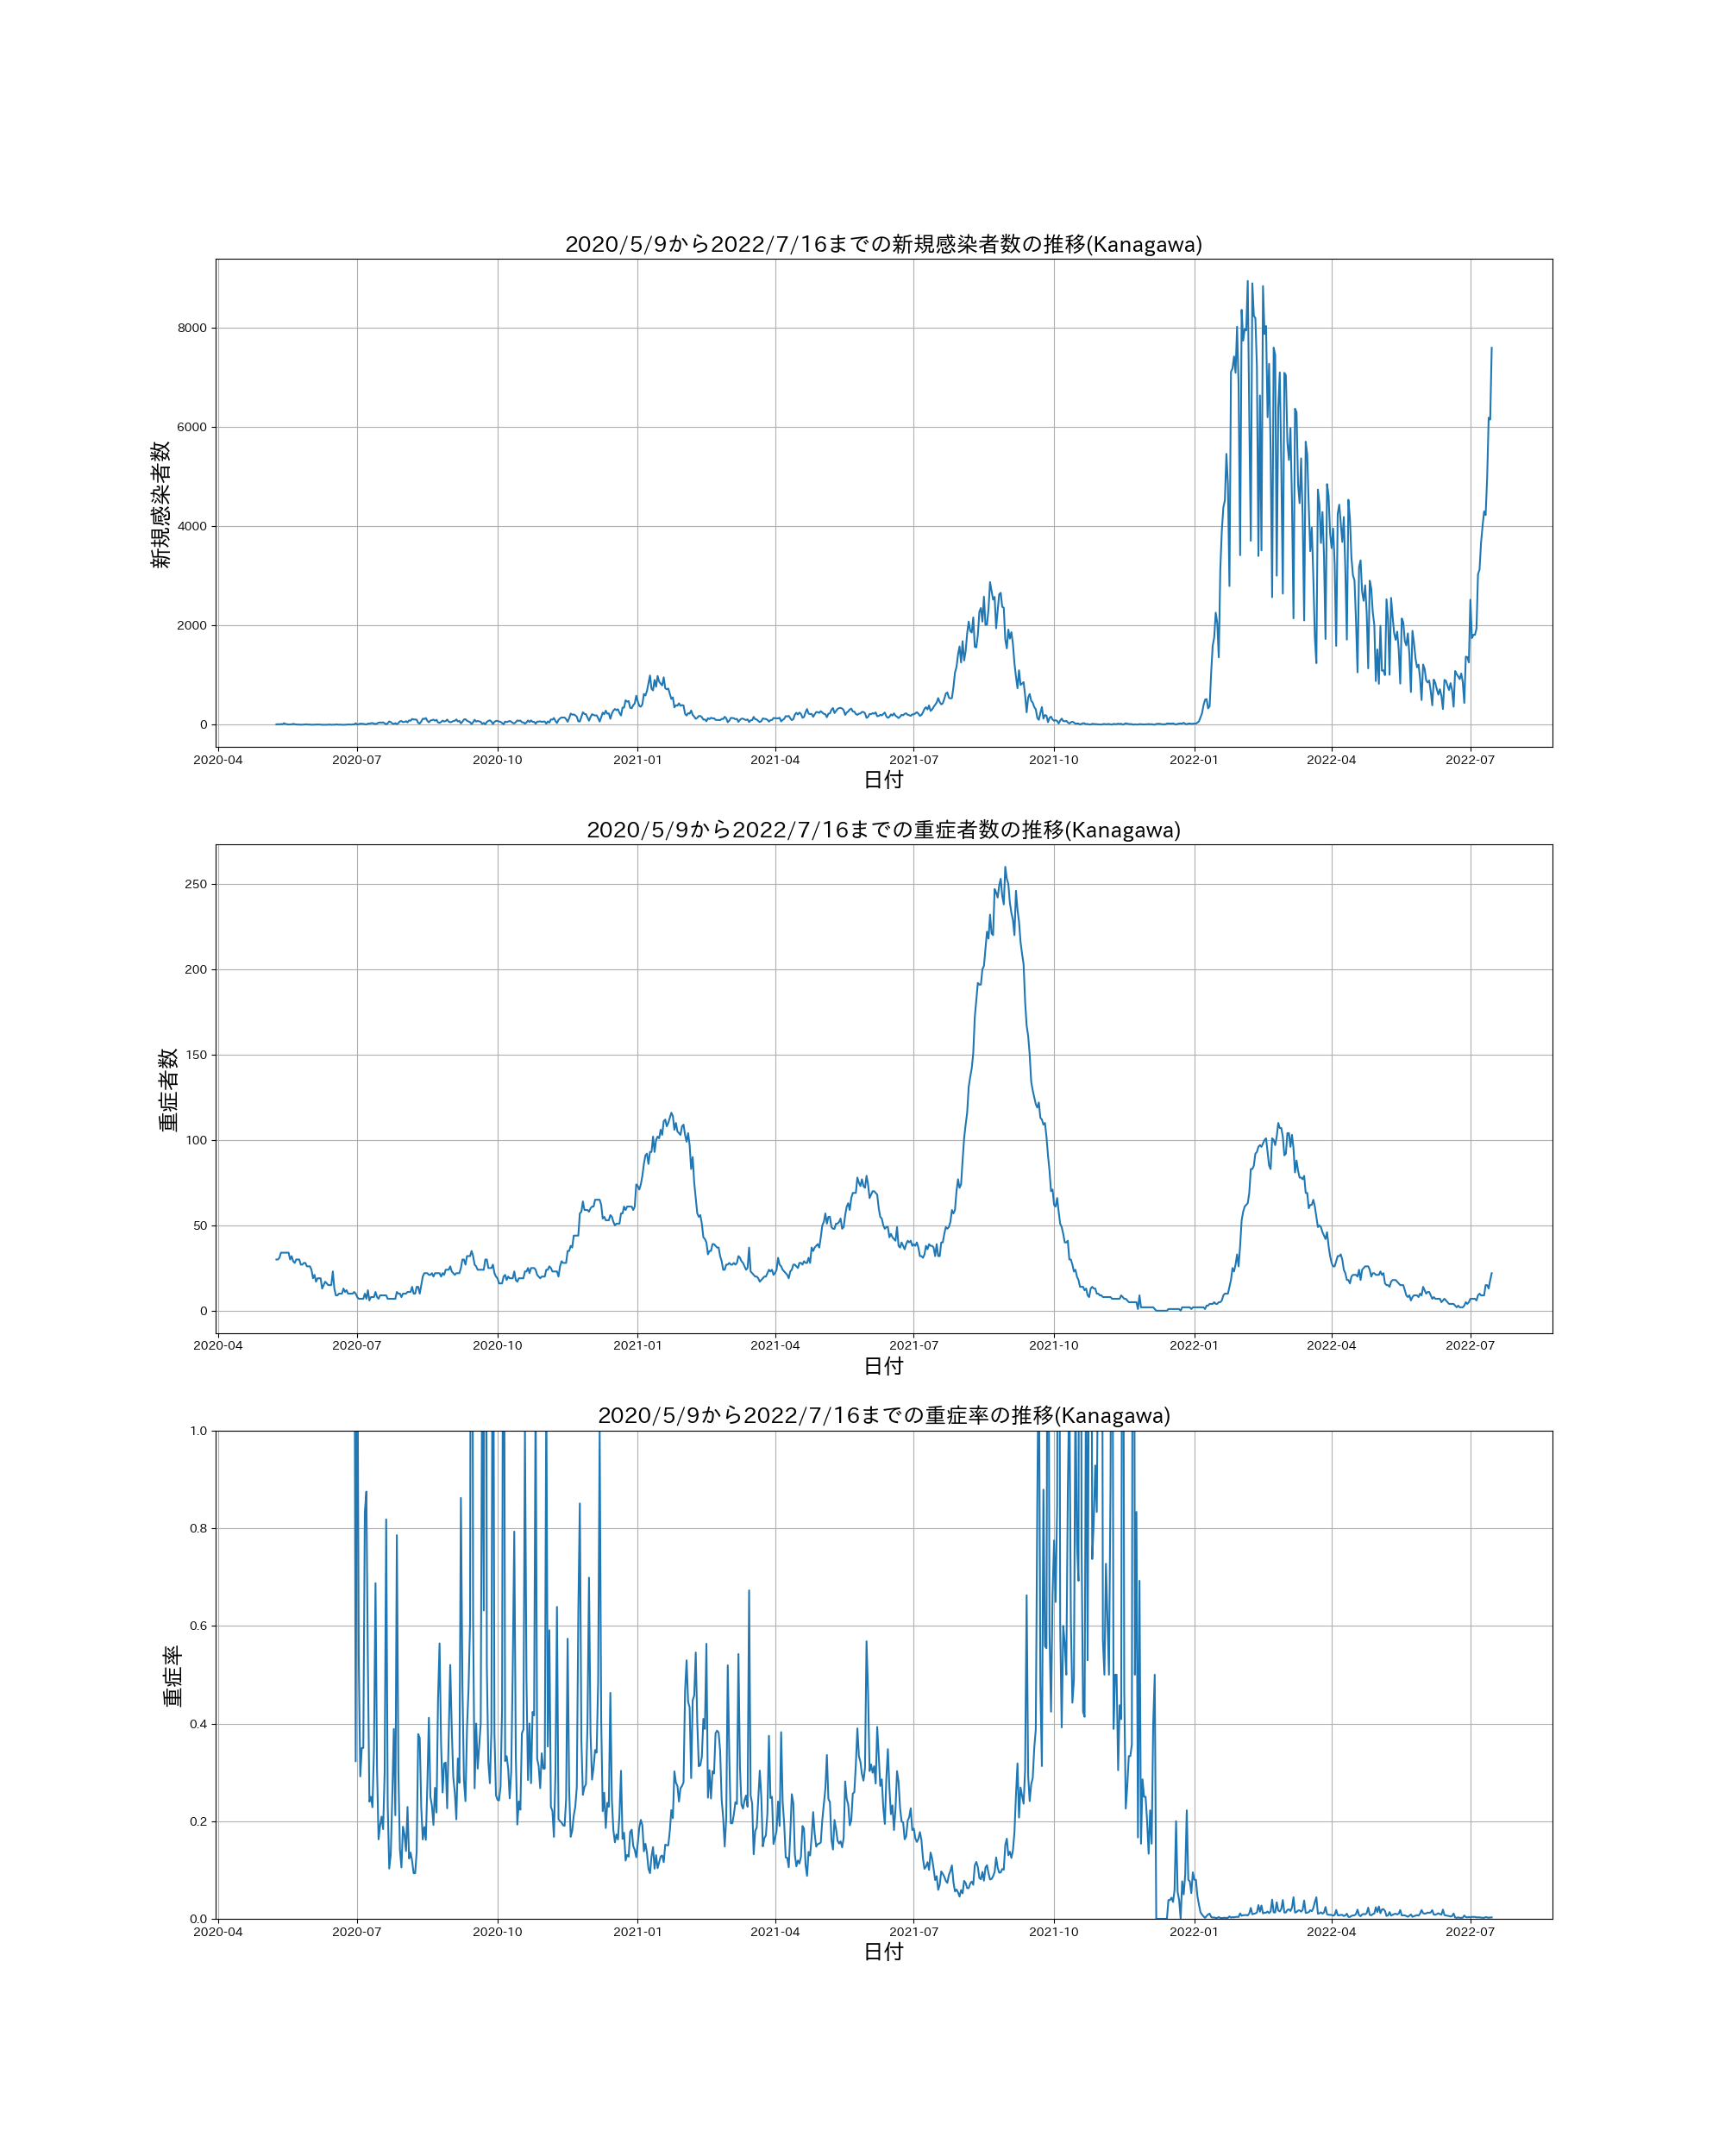 2020/5/9から2022/7/16までの新規感染者数の推移(Kanagawa)
新規感染者数
8000
6000
4000
2000
0
2020-04 2020-07 2020-10 2021-01 2021-04 2021-07 2021-10 2022-01 2022-04 2022-07
日付
2020/5/9から2022/7/16までの重症者数の推移(Kanagawa)
重症者数
250
200
150
100
50
0
2020-04 2020-07 2020-10 2021-01 2021-04 2021-07 2021-10 2022-01 2022-04 2022-07
日付
2020/5/9から2022/7/16までの重症率の推移(Kanagawa)
重症率
1.0
0.8
0.6
0.4
0.2
0.0
2020-04 2020-07 2020-10 2021-01 2021-04 2021-07 2021-10 2022-01 2022-04 2022-07
日付